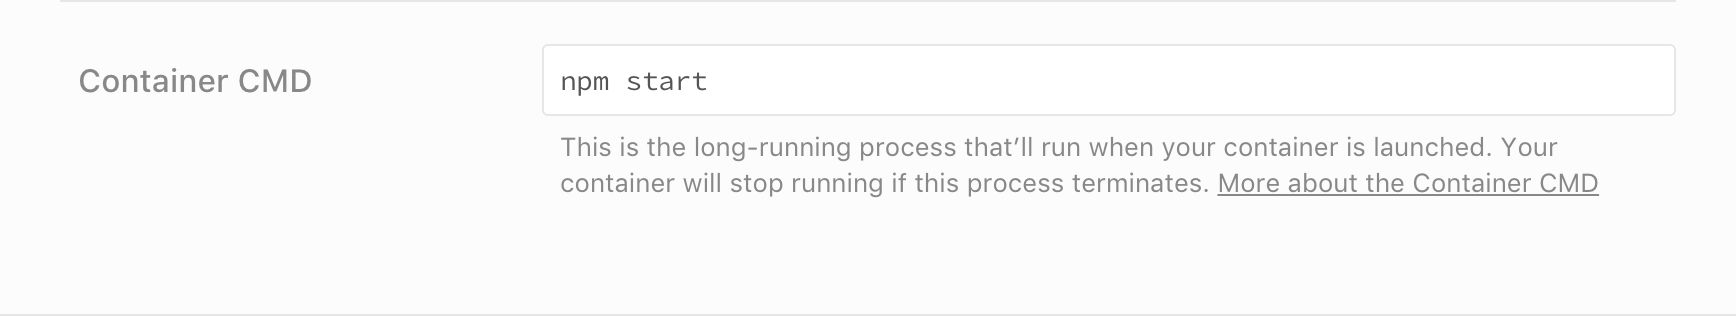 Container CMD
npm start
This is the long-running process that’ll run when your container is launched. Your
container will stop running if this process terminates. More about the Container CMD